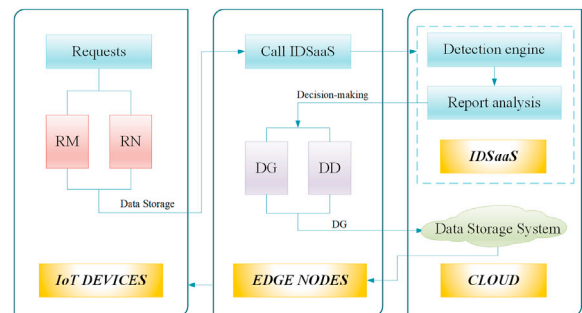 Requests
RM
RN
Data Storage
IoT DEVICES
Call IDSaaS
Decision-making
DG
DD
DG
EDGE NODES
Detection engine
Report analysis
IDSaaS
Data Storage System
CLOUD